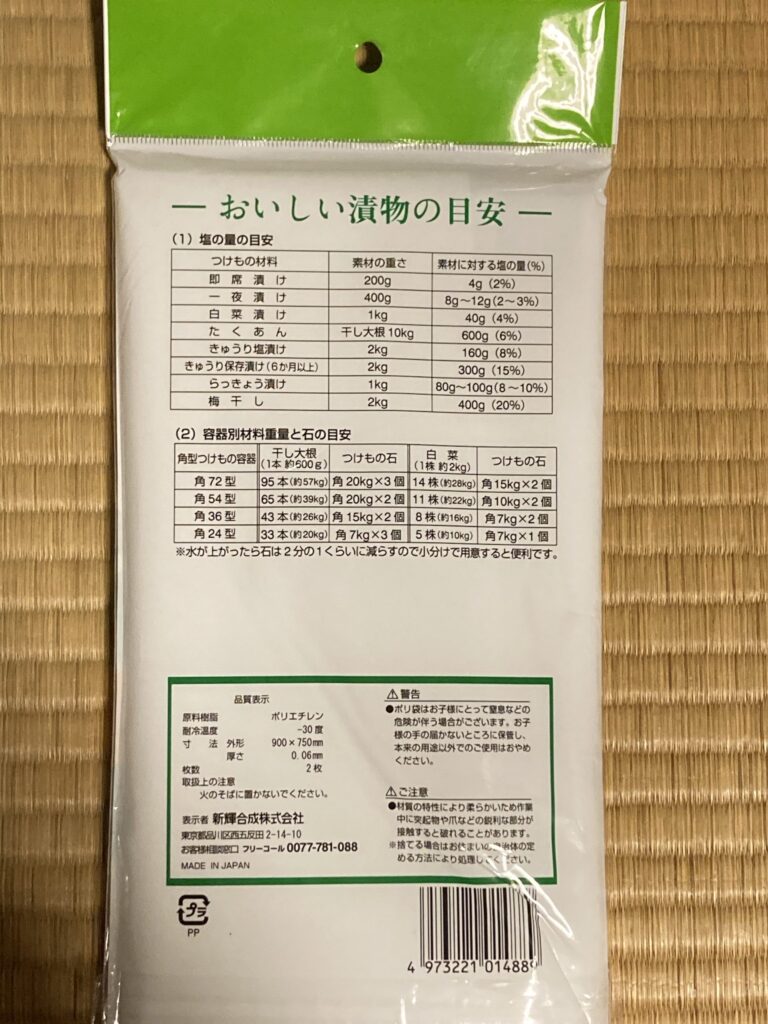 — おいしい漬物の目安 —
(1) 塩の量の目安
つけもの材料 素材の重さ 素材に対する塩の量(%)
即席漬け 200g 4g (2%)
一夜漬け 400g 8g～12g(2～3%)
白菜漬け 1kg 40g (4%)
たくあん 干し大根10kg 600g (6%)
きゅうり塩漬け 2kg 160g (8%)
きゅうり保存漬け(6か月以上) 2kg 300g (15%)
らっきょう漬け 1kg 80g～100g(8～10%)
梅干し 2kg 400g (20%)
(2) 容器別材料重量と石の目安
角型つけもの容器 干し大根 (1本 約600g) つけもの石 白菜 (1株 約2kg) つけもの石
角72型 95本(約57kg) 角20kg×3個 14株(約28kg) 角15kg×2個
角54型 65本(約39kg) 角20kg×2個 11株(約22kg) 角10kg×2個
角36型 43本(約26kg) 角15kg×2個 8株(約16kg) 角7kg×2個
角24型 33本(約20kg) 角7kg×3個 5株(約10kg) 角7kg×1個
※水が上がったら石は2分の1くらいに減らすので小分けで用意すると便利です。
品質表示
原料樹脂 ポリエチレン
耐冷温度 -30度
寸法 外形 900×750mm
厚さ 0.06mm
枚数 2枚
取扱上の注意
火のそばに置かないでください。
表示者 新輝合成株式会社
東京都品川区西五反田2-14-10
お客様相談窓口 フリーコール 0077-781-088
MADE IN JAPAN
⚠警告
●ポリ袋はお子様にとって窒息などの
危険が伴う場合がございます。お子
様の手の届かないところに保管し、
本来の用途以外でのご使用はおやめ
ください。
⚠ご注意
●材質の特性により柔らかいため作業
中に突起物や爪などの鋭利な部分が
接触すると破れることがあります。
※捨てる場合はお住まいの自治体の定
める方法により処理してください。
プラ
PP
4 973221 014889